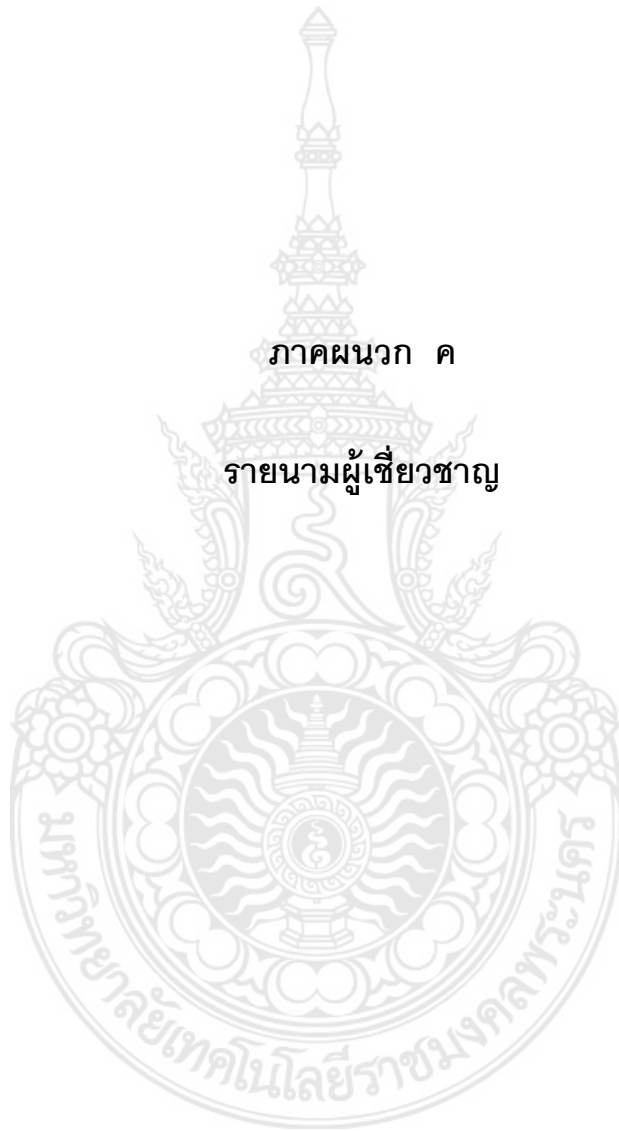 ภาคผนวก ค
รายนามผู้เชี่ยวชาญ
มหาวิทยาลัยเทคโนโลยีราชมงคลพระนคร